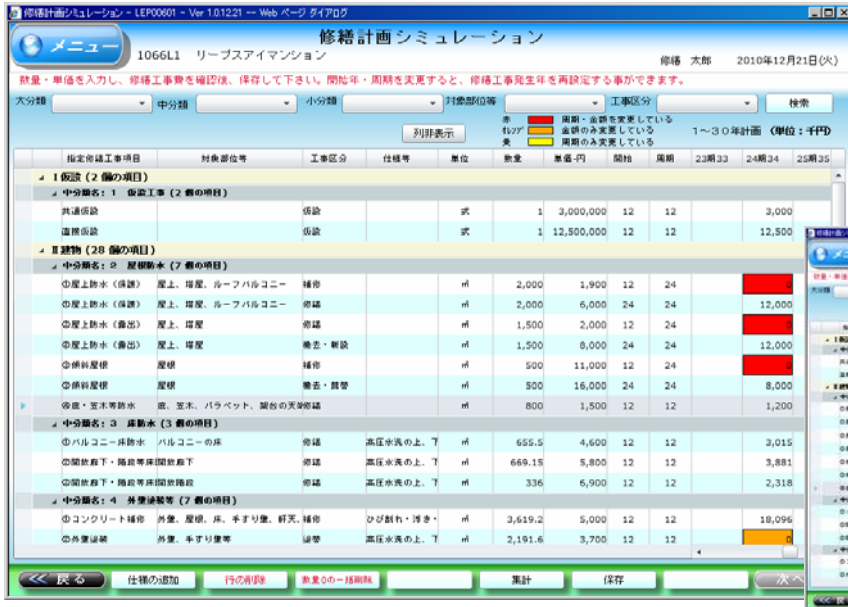 修繕計画シミュレーション - LEP00601 - Ver 1.0.12.21 -- Web ページ ダイアログ
メニュー
修繕計画シミュレーション
1066L1 リーブスアイマンション
修繕 太郎 2010年12月21日(火)
数量・単価を入力し、修繕工事費を確認後、保存して下さい。開始年・周期を変更すると、修繕工事発生年を再設定する事ができます。
大分類 中分類 小分類 対象部位等 工事区分 検索
列非表示
赤 周期・金額を変更している
オレンジ 金額のみ変更している
黄 周期のみ変更している
1～30年計画 (単位：千円)
指定修繕工事項目 対象部位等 工事区分 仕様等 単位 数量 単価-円 開始 周期 23期33 24期34 25期35
Ⅰ仮設 (2 個の項目)
中分類名: 1 仮設工事 (2 個の項目)
共通仮設 仮設 式 1 3,000,000 12 12 3,000
直接仮設 仮設 式 1 12,500,000 12 12 12,500
Ⅱ建物 (28 個の項目)
中分類名: 2 屋根防水 (7 個の項目)
①屋上防水（保護） 屋上、塔屋、ルーフバルコニー 補修 ㎡ 2,000 1,900 12 24 0
①屋上防水（保護） 屋上、塔屋、ルーフバルコニー 修繕 ㎡ 2,000 6,000 24 24 12,000
②屋上防水（露出） 屋上、塔屋 修繕 ㎡ 1,500 2,000 12 24 0
②屋上防水（露出） 屋上、塔屋 撤去・新設 ㎡ 1,500 8,000 24 24 12,000
③傾斜屋根 屋根 補修 ㎡ 500 11,000 12 24 0
③傾斜屋根 屋根 撤去・葺替 ㎡ 500 16,000 24 24 8,000
④庇・笠木等防水 庇、笠木、パラペット、架台の天端 修繕 ㎡ 800 1,500 12 12 1,200
中分類名: 3 床防水 (3 個の項目)
①バルコニー床防水 バルコニーの床 修繕 高圧水洗の上、下 ㎡ 655.5 4,600 12 12 3,015
②開放廊下・階段等床 開放廊下 修繕 高圧水洗の上、下 ㎡ 669.15 5,800 12 12 3,881
②開放廊下・階段等床 開放階段 修繕 高圧水洗の上、下 ㎡ 336 6,900 12 12 2,318
中分類名: 4 外壁塗装等 (7 個の項目)
①コンクリート補修 外壁、屋根、床、手すり壁、軒天、 補修 ひび割れ・浮き・ ㎡ 3,619.2 5,000 12 12 18,096
②外壁塗装 外壁、手すり壁等 塗替 高圧水洗の上、下 ㎡ 2,191.6 3,700 12 12 0
戻る 仕様の追加 行の削除 数量0の一括削除 集計 保存 次へ